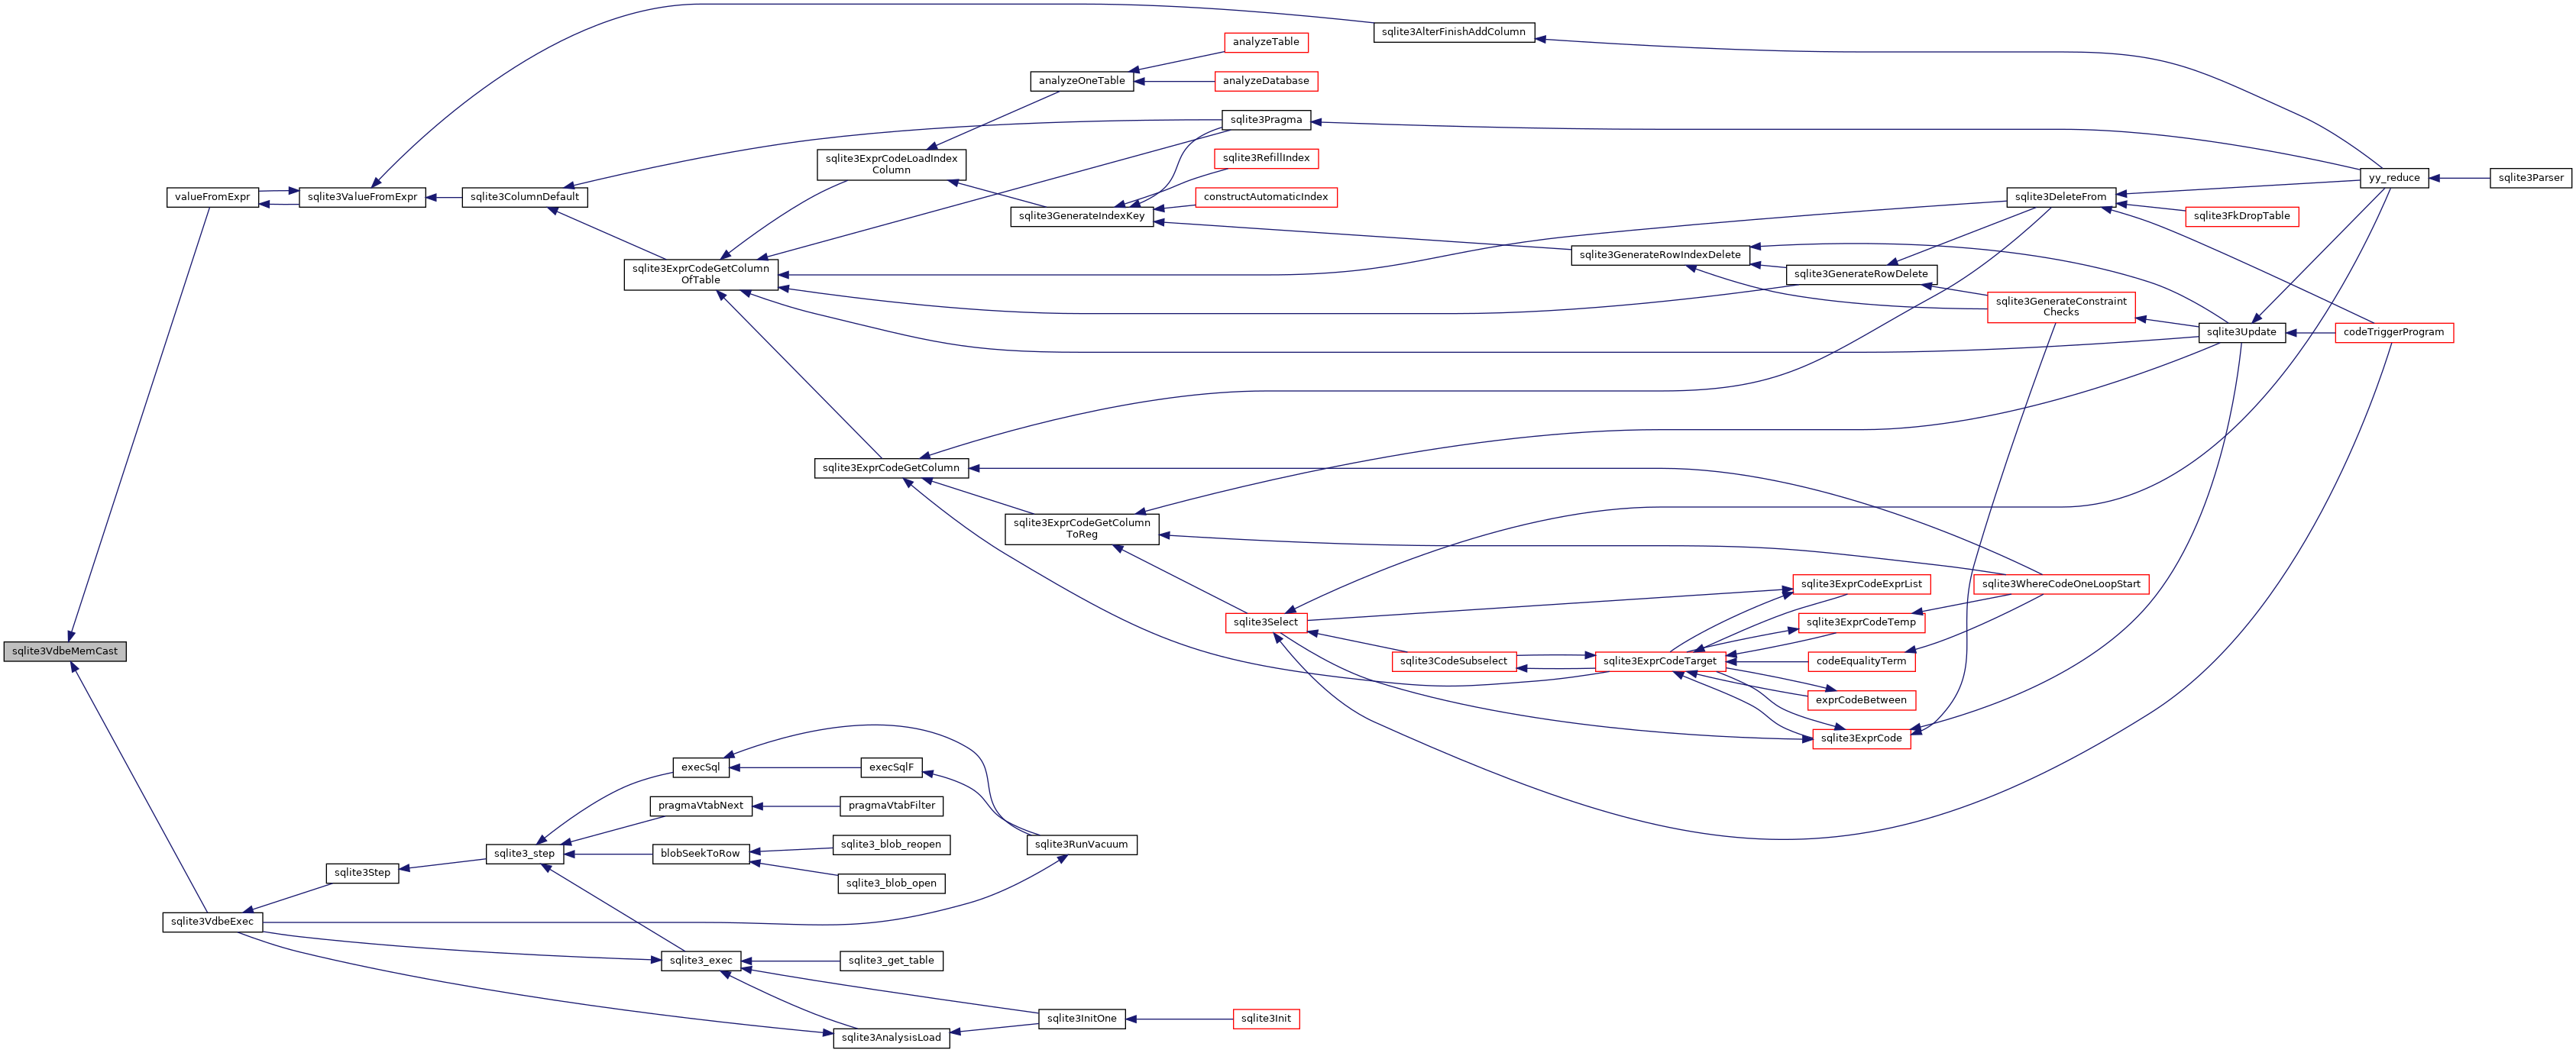 sqlite3AlterFinishAddColumn
analyzeTable
analyzeOneTable
analyzeDatabase
sqlite3Pragma
sqlite3ExprCodeLoadIndex
Column
sqlite3RefillIndex
yy_reduce
sqlite3Parser
valueFromExpr
sqlite3ValueFromExpr
sqlite3ColumnDefault
constructAutomaticIndex
sqlite3DeleteFrom
sqlite3GenerateIndexKey
sqlite3FkDropTable
sqlite3GenerateRowIndexDelete
sqlite3ExprCodeGetColumn
OfTable
sqlite3GenerateRowDelete
sqlite3GenerateConstraint
Checks
sqlite3Update
codeTriggerProgram
sqlite3ExprCodeGetColumn
sqlite3ExprCodeGetColumn
ToReg
sqlite3ExprCodeExprList
sqlite3WhereCodeOneLoopStart
sqlite3Select
sqlite3ExprCodeTemp
sqlite3VdbeMemCast
sqlite3CodeSubselect
sqlite3ExprCodeTarget
codeEqualityTerm
exprCodeBetween
sqlite3ExprCode
execSql
execSqlF
pragmaVtabNext
pragmaVtabFilter
sqlite3_step
blobSeekToRow
sqlite3_blob_reopen
sqlite3RunVacuum
sqlite3Step
sqlite3_blob_open
sqlite3VdbeExec
sqlite3_exec
sqlite3_get_table
sqlite3InitOne
sqlite3Init
sqlite3AnalysisLoad